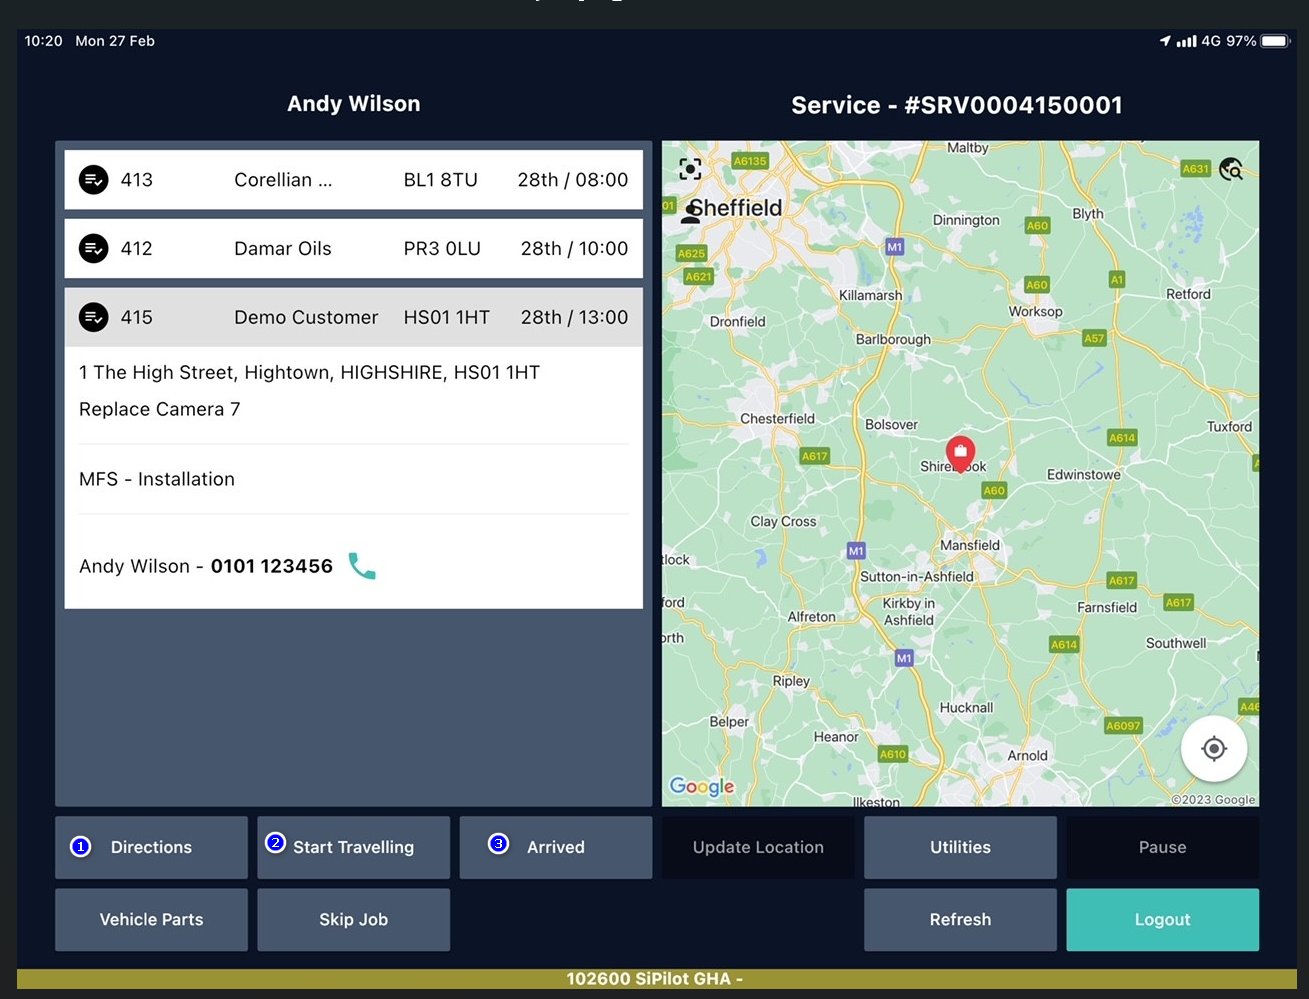 10:20 Mon 27 Feb
4G 97%
Andy Wilson
Service - #SRV0004150001
413 Corellian ... BL1 8TU 28th / 08:00
412 Damar Oils PR3 0LU 28th / 10:00
415 Demo Customer HS01 1HT 28th / 13:00
1 The High Street, Hightown, HIGHSHIRE, HS01 1HT
Replace Camera 7
MFS - Installation
Andy Wilson - 0101 123456
Maltby
A6135
A631
01
Sheffield
Dinnington
Blyth
A60
M1
A625
A621
A60
A1
Killamarsh
Retford
Dronfield
Worksop
Barlborough
A57
Chesterfield
Bolsover
Tuxford
A614
A617
Edwinstowe
A60
Clay Cross
Mansfield
M1
tlock
Sutton-in-Ashfield
A617
ford
Kirkby in
Ashfield
Farnsfield
A617
Alfreton
orth
A614
Southwell
M1
Ripley
Hucknall
A46
Belper
A6097
Heanor
A610
Arnold
Google
Ilkeston
©2023 Google
1 Directions
2 Start Travelling
3 Arrived
Update Location
Utilities
Pause
Vehicle Parts
Skip Job
Refresh
Logout
102600 SiPilot GHA -